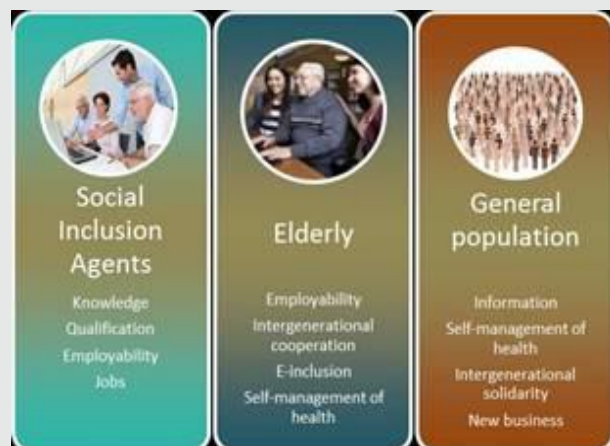 Social
Inclusion
Agents
Knowledge
Qualification
Employability
Jobs
Elderly
Employability
Intergenerational
cooperation
E-inclusion
Self-management of
health
General
population
Information
Self-management of
health
Intergenerational
solidarity
New business